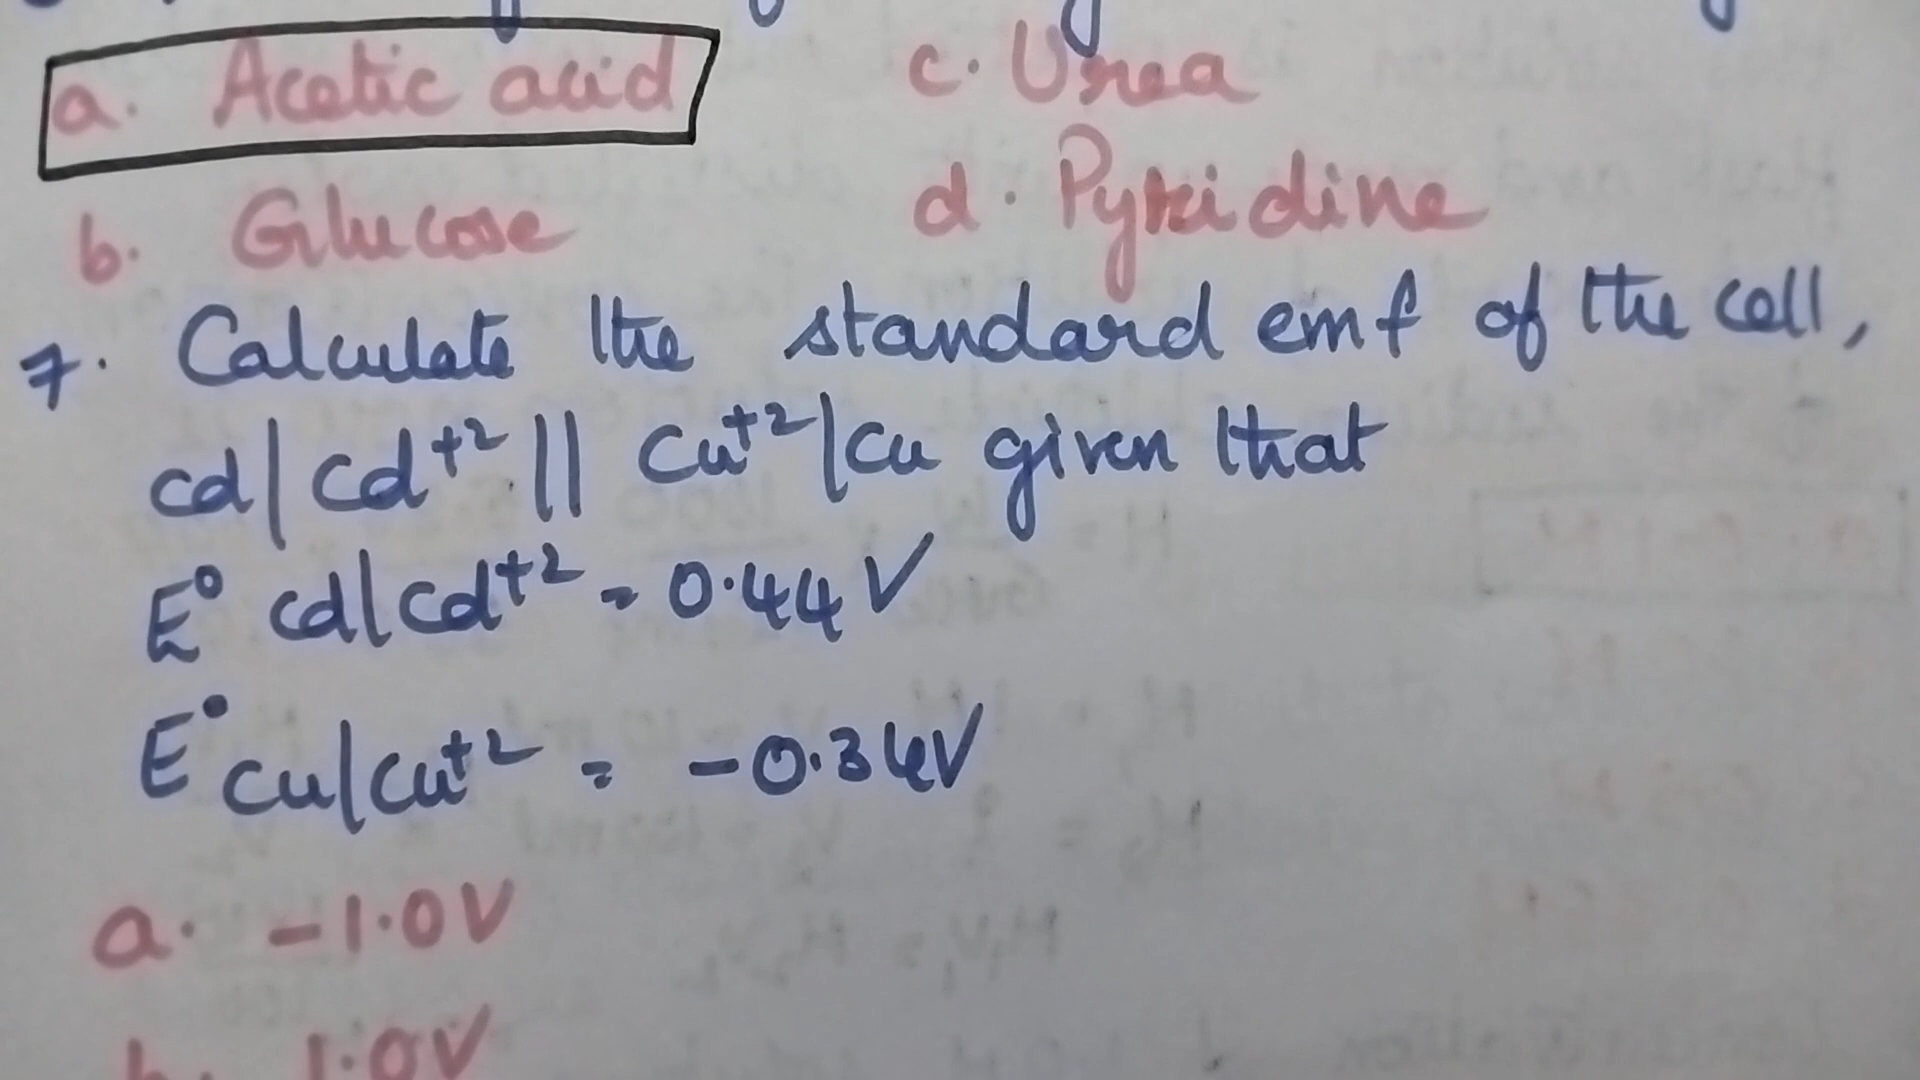 a. Acetic acid c. Urea
b. Glucose d. Pyridine
7. Calculate the standard emf of the cell,
cd|cd⁺²||Cu⁺²|Cu given that
E⁰ cd|cd⁺² = 0.44 V
E° cu|cu⁺² = -0.34V
a. -1.0V
b. 1.0V